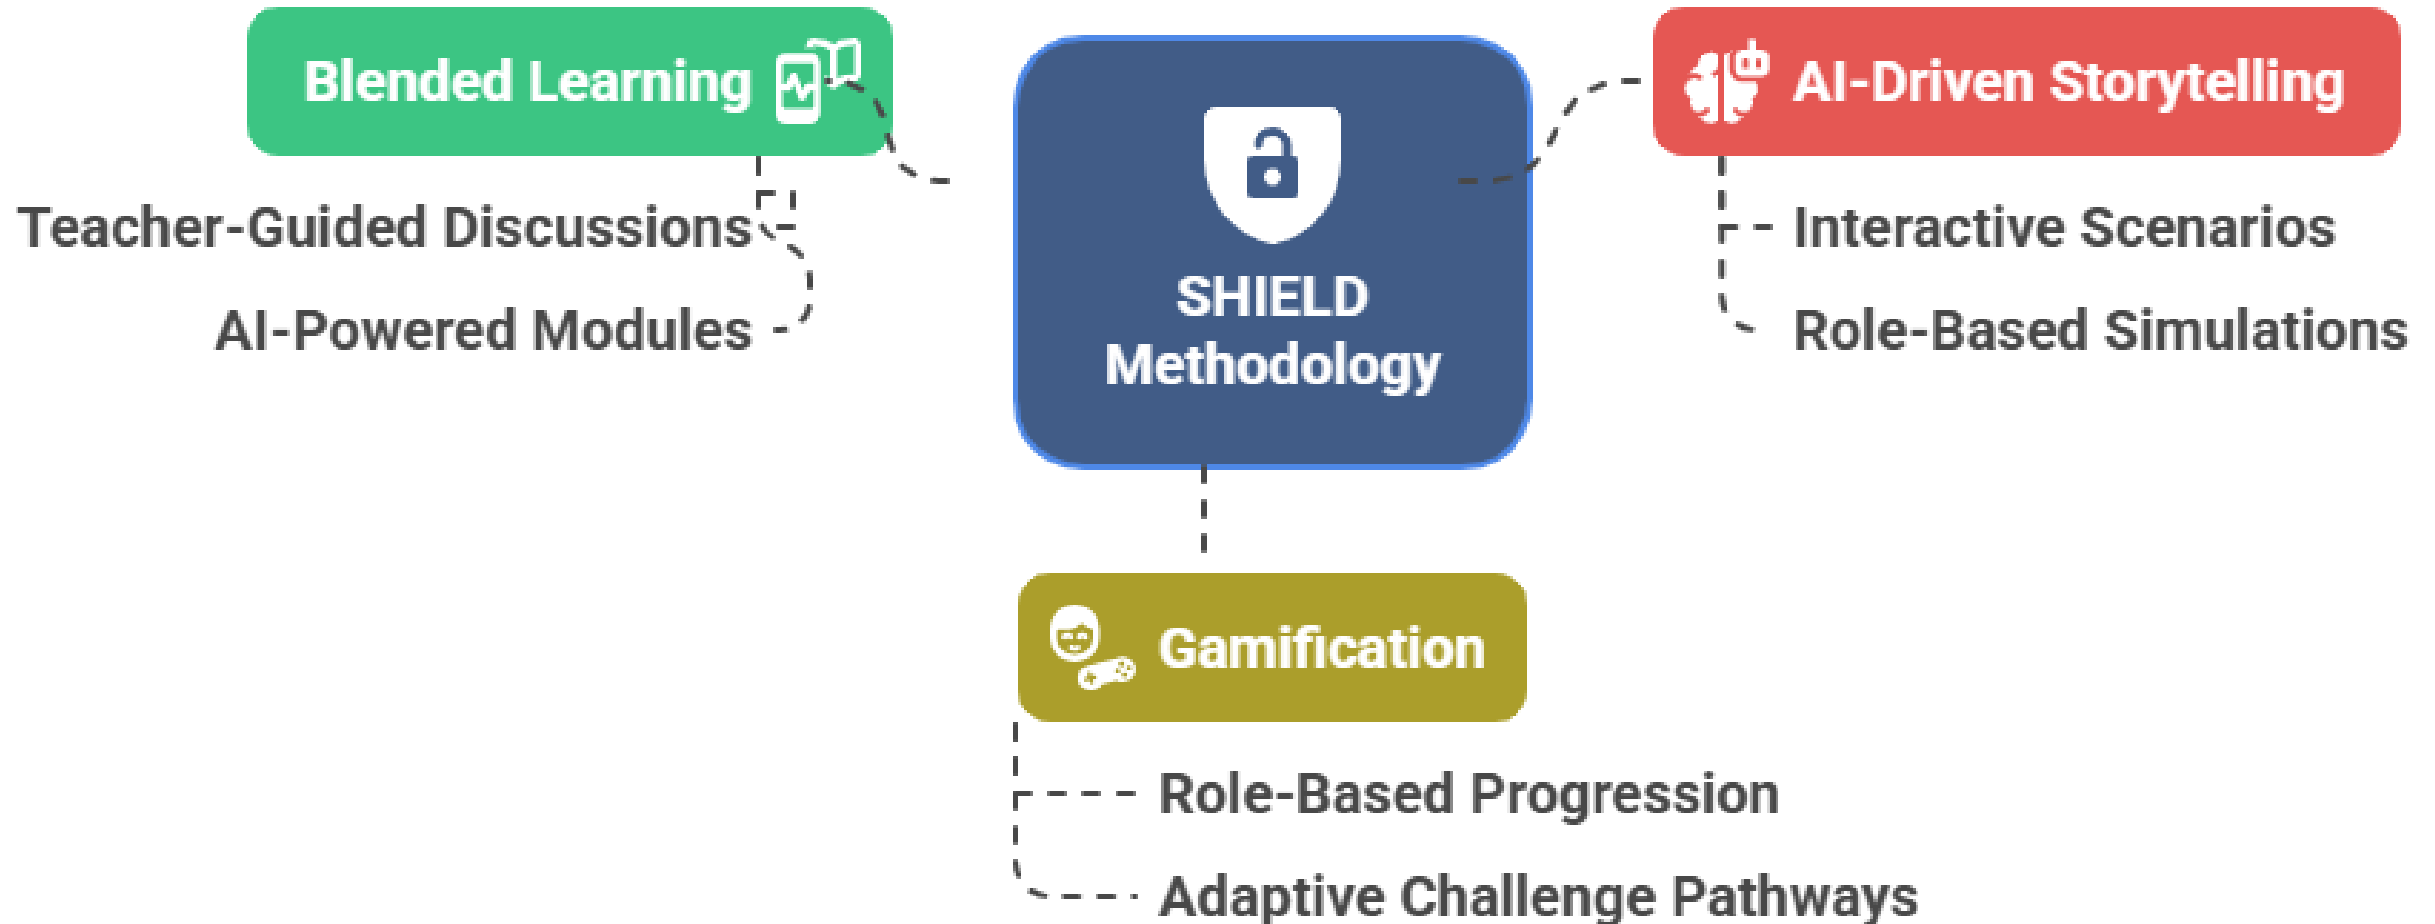 Blended Learning
Teacher-Guided Discussions
AI-Powered Modules
SHIELD
Methodology
AI-Driven Storytelling
Interactive Scenarios
Role-Based Simulations
Gamification
Role-Based Progression
Adaptive Challenge Pathways